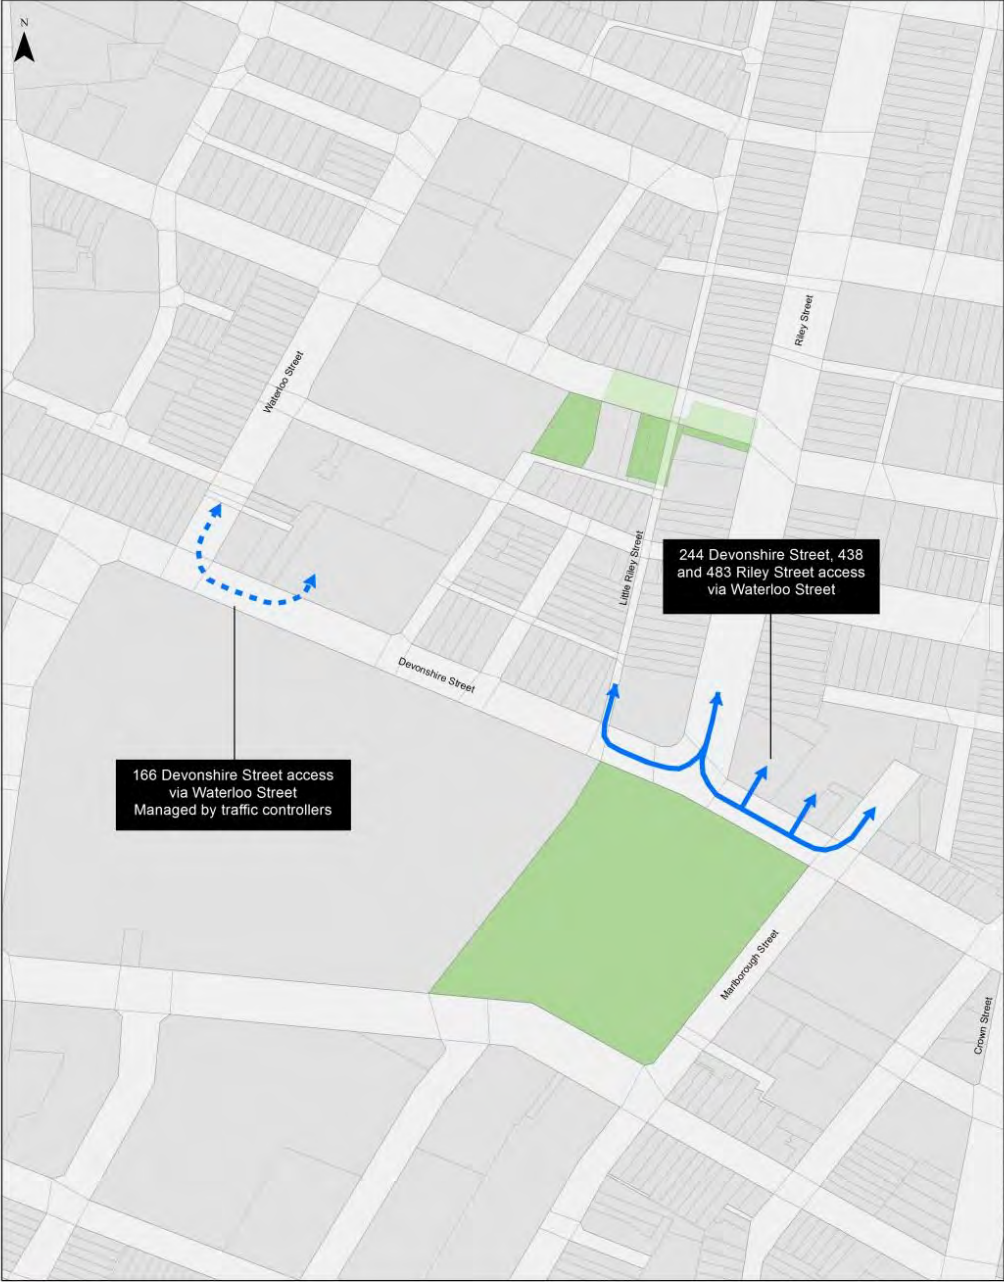 N
Riley Street
Waterloo Street
Little Riley Street
244 Devonshire Street, 438
and 483 Riley Street access
via Waterloo Street
Devonshire Street
166 Devonshire Street access
via Waterloo Street
Managed by traffic controllers
Marlborough Street
Crown Street